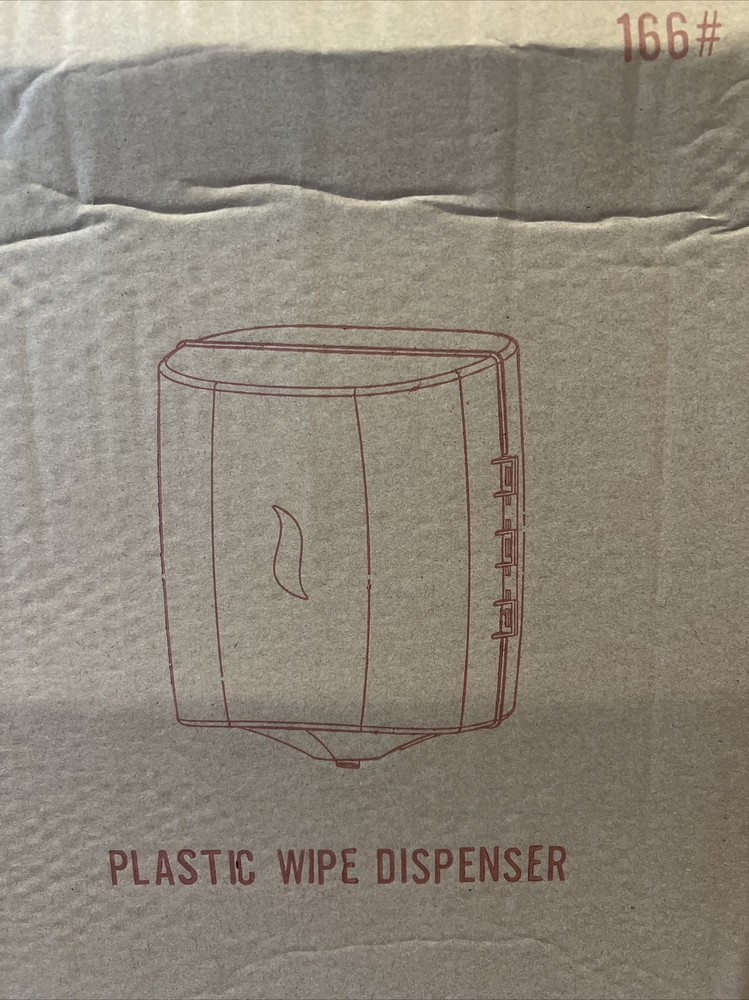 166#
PLASTIC WIPE DISPENSER